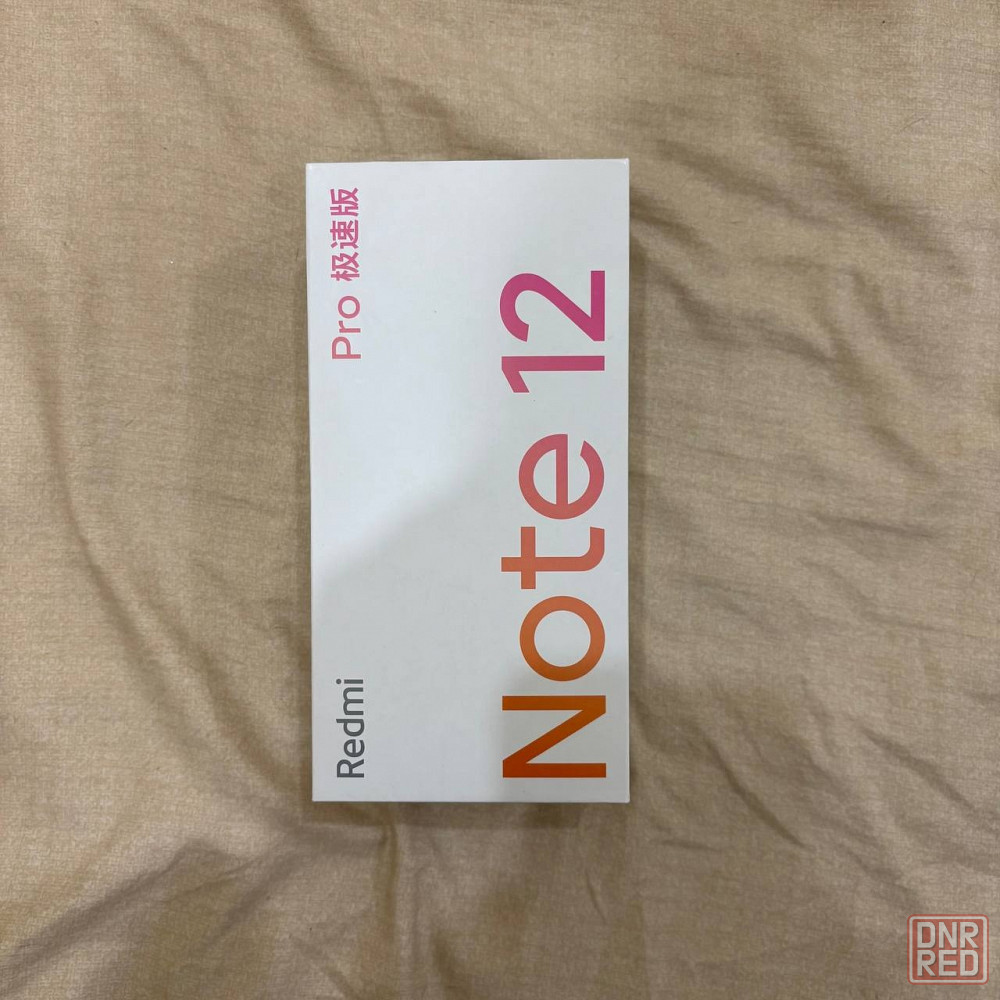 Redmi
Pro 极速版
Note 12
DNR
RED